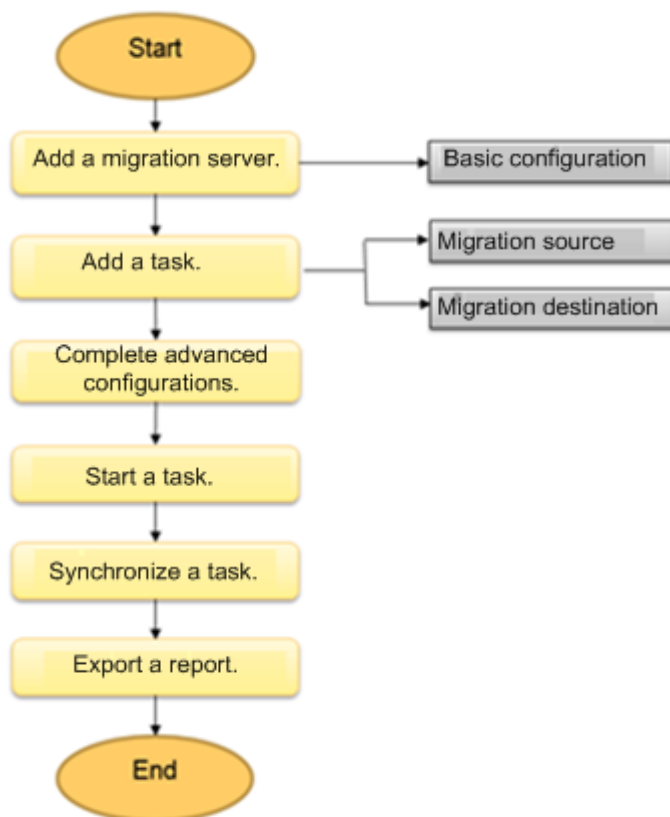 Start
Add a migration server.
Basic configuration
Add a task.
Migration source
Migration destination
Complete advanced
configurations.
Start a task.
Synchronize a task.
Export a report.
End